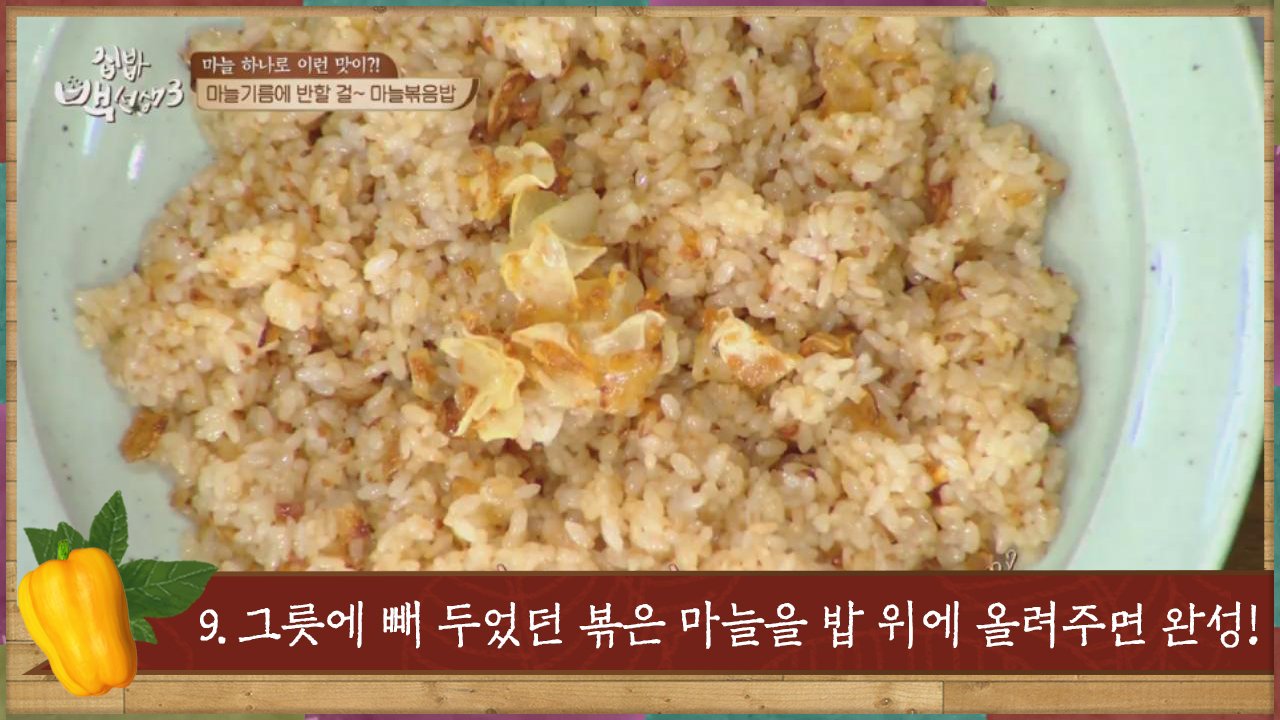 집밥
백선생3
마늘 하나로 이런 맛이?!
마늘기름에 반할 걸~ 마늘볶음밥
9. 그릇에 빼 두었던 볶은 마늘을 밥 위에 올려주면 완성!